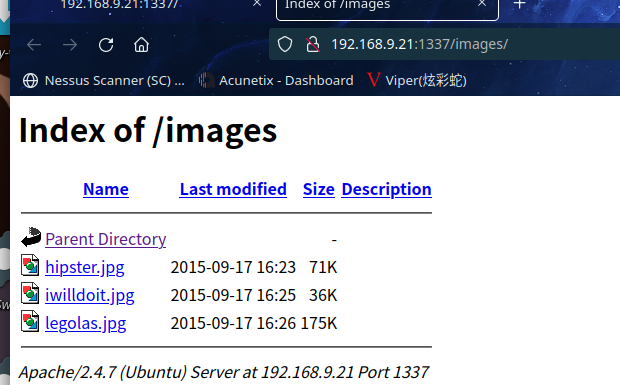 192.168.9.21:1337/
Index of /images
192.168.9.21:1337/images/
Nessus Scanner (SC) ... Acunetix - Dashboard Viper(炫彩蛇)
Index of /images
Name Last modified Size Description
Parent Directory -
hipster.jpg 2015-09-17 16:23 71K
iwilldoit.jpg 2015-09-17 16:25 36K
legolas.jpg 2015-09-17 16:26 175K
Apache/2.4.7 (Ubuntu) Server at 192.168.9.21 Port 1337